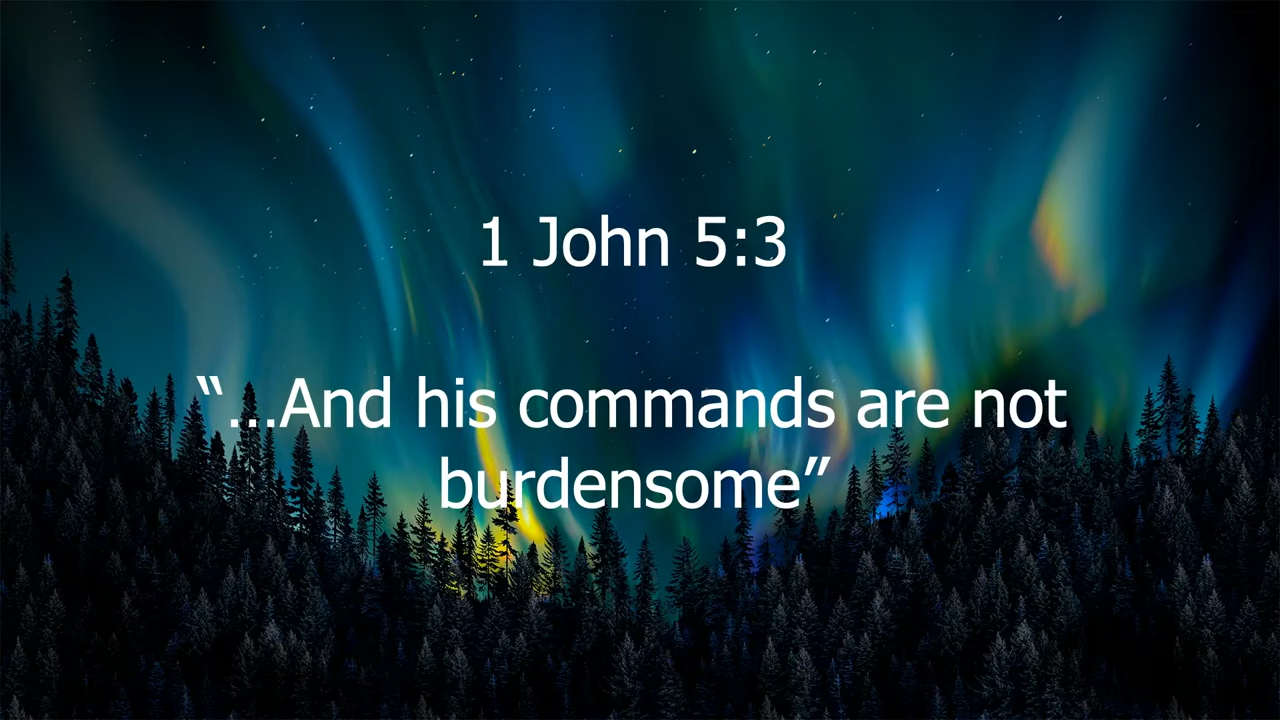 1 John 5:3
“…And his commands are not
burdensome”